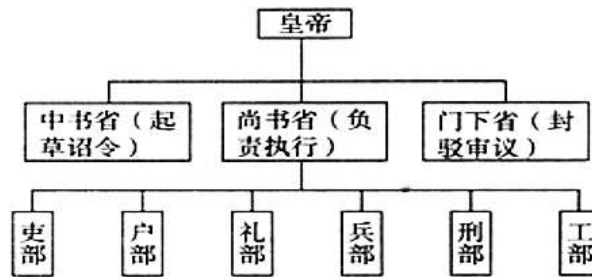 皇帝
中书省（起
草诏令）
尚书省（负
责执行）
门下省（封
驳审议）
吏部
户部
礼部
兵部
刑部
工部